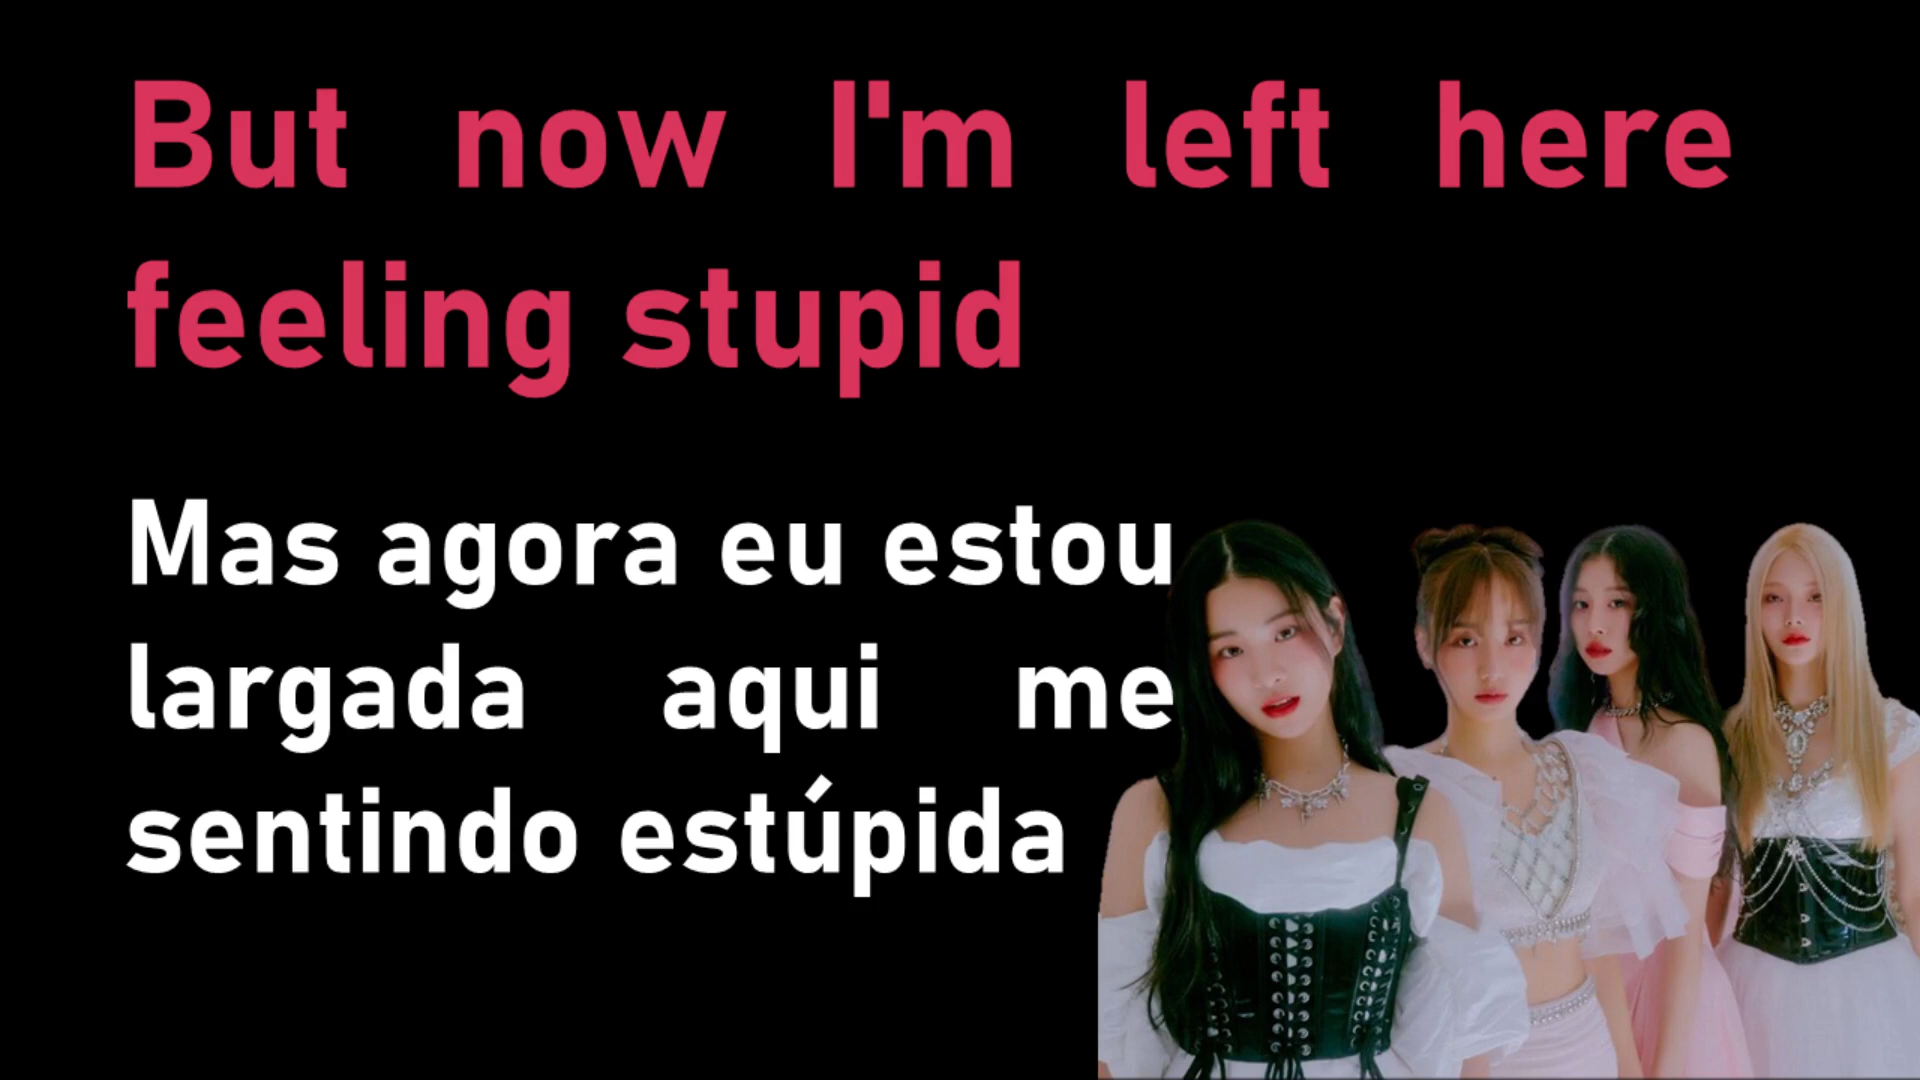 But now I'm left here
feeling stupid
Mas agora eu estou
largada aqui me
sentindo estúpida